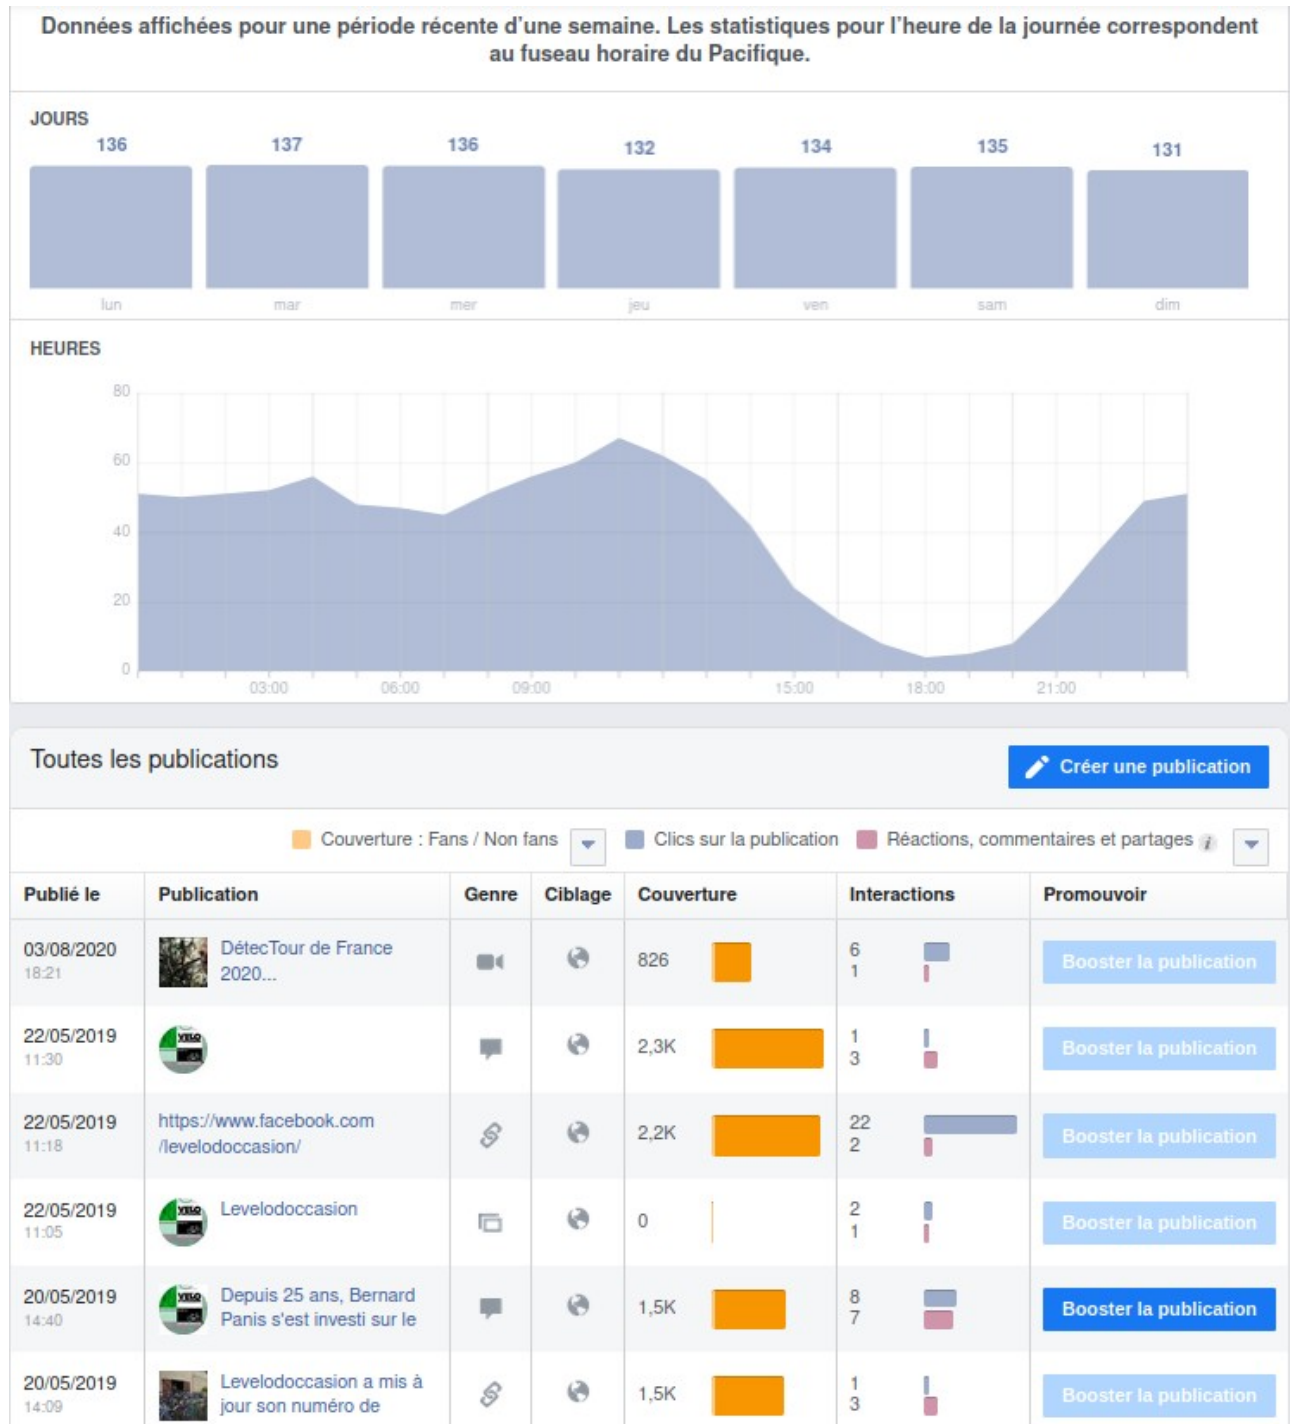 Données affichées pour une période récente d’une semaine. Les statistiques pour l’heure de la journée correspondent
au fuseau horaire du Pacifique.
JOURS
136 137 136 132 134 135 131
lun mar mer jeu ven sam dim
HEURES
80
60
40
20
0
03:00 06:00 09:00 15:00 18:00 21:00
Toutes les publications
Créer une publication
Couverture : Fans / Non fans Clics sur la publication Réactions, commentaires et partages i
Publié le Publication Genre Ciblage Couverture Interactions Promouvoir
03/08/2020 DétecTour de France 826 6 Booster la publication
18:21 2020... 1
VELO
22/05/2019 2,3K 1 Booster la publication
11:30 3
22/05/2019 https://www.facebook.com 2,2K 22 Booster la publication
11:18 /levelodoccasion/ 2
VELO
22/05/2019 Levelodoccasion 0 2 Booster la publication
11:05 1
VELO
20/05/2019 Depuis 25 ans, Bernard 1,5K 8 Booster la publication
14:40 Panis s'est investi sur le 7
20/05/2019 Levelodoccasion a mis à 1,5K 1 Booster la publication
14:09 jour son numéro de 3